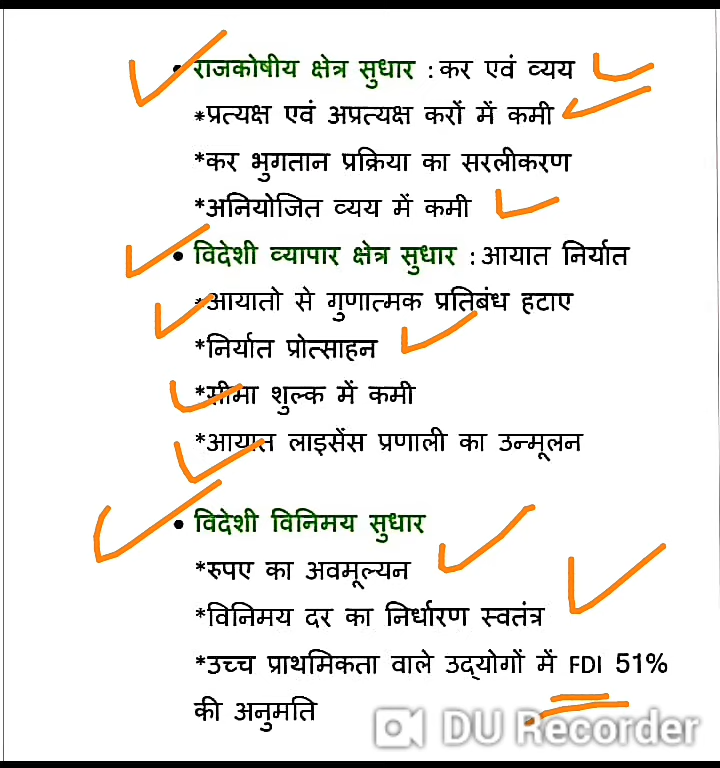 • राजकोषीय क्षेत्र सुधार : कर एवं व्यय
*प्रत्यक्ष एवं अप्रत्यक्ष करों में कमी
*कर भुगतान प्रक्रिया का सरलीकरण
*अनियोजित व्यय में कमी
• विदेशी व्यापार क्षेत्र सुधार : आयात निर्यात
*आयातो से गुणात्मक प्रतिबंध हटाए
*निर्यात प्रोत्साहन
*सीमा शुल्क में कमी
*आयात लाइसेंस प्रणाली का उन्मूलन
• विदेशी विनिमय सुधार
*रुपए का अवमूल्यन
*विनिमय दर का निर्धारण स्वतंत्र
*उच्च प्राथमिकता वाले उद्योगों में FDI 51%
की अनुमति
DU Recorder